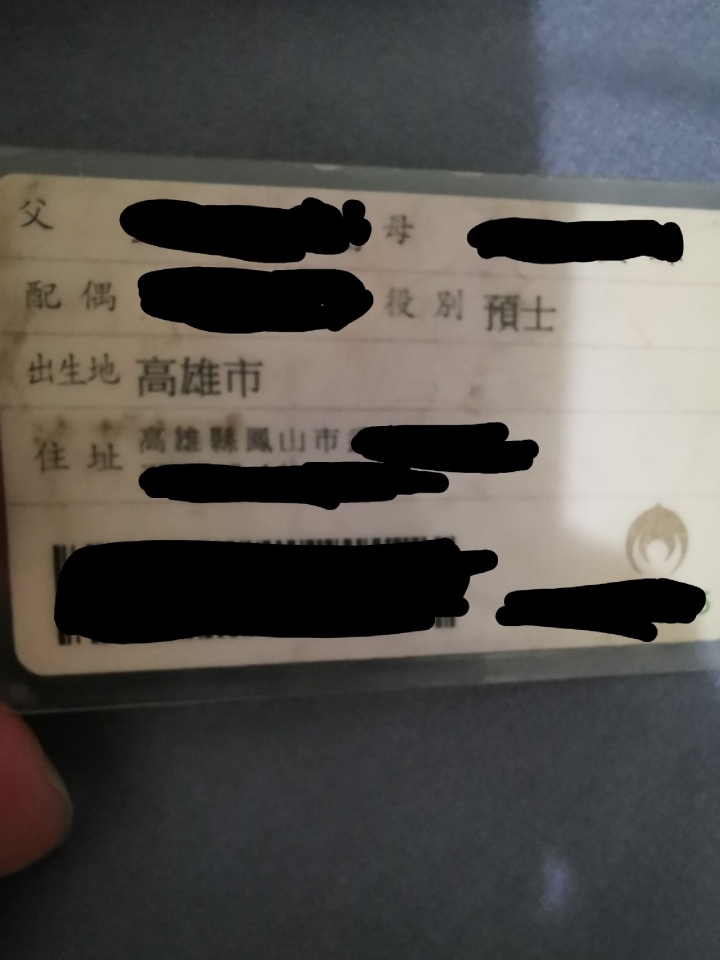 父 母
配偶 役別 預士
出生地 高雄市
住址 高雄縣鳳山市